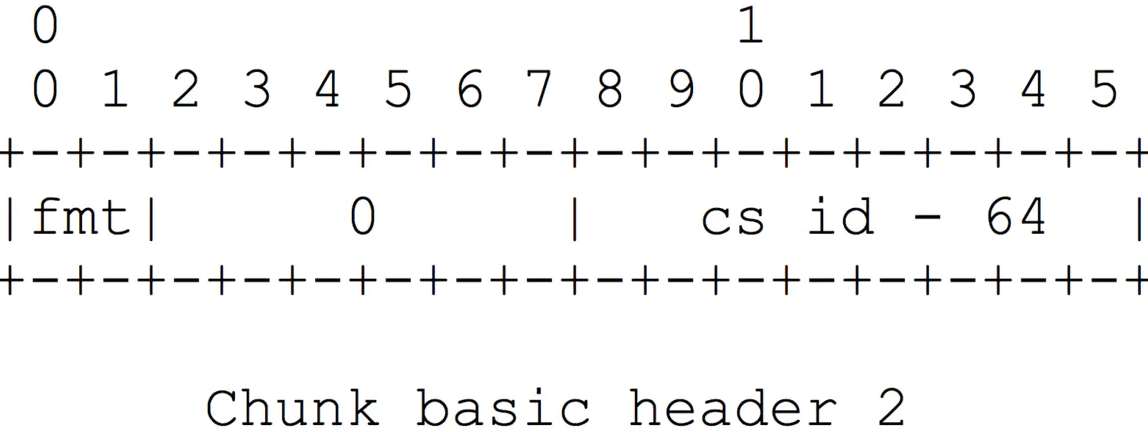 0                   1
 0 1 2 3 4 5 6 7 8 9 0 1 2 3 4 5
+-+-+-+-+-+-+-+-+-+-+-+-+-+-+-+-+
|fmt|     0     |   cs id - 64  |
+-+-+-+-+-+-+-+-+-+-+-+-+-+-+-+-+
Chunk basic header 2